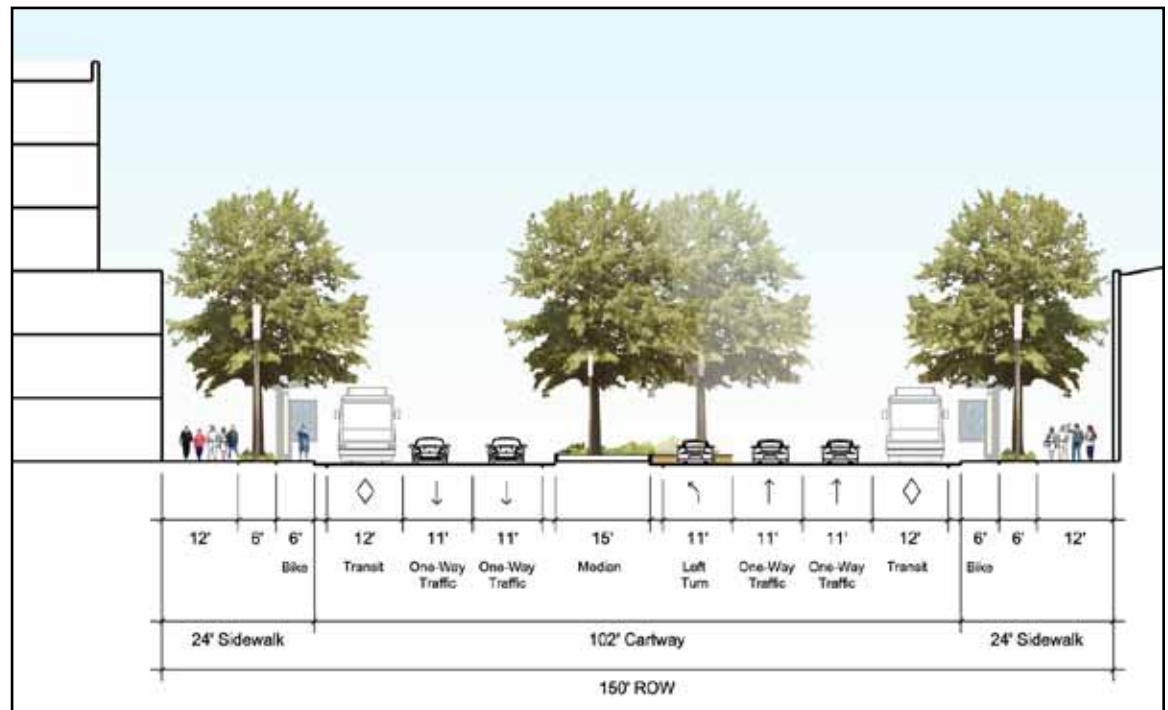 12' 6' 6' 12' 11' 11' 15' 11' 11' 11' 12' 6' 6' 12'
Bike Transit One-Way Traffic One-Way Traffic Median Left Turn One-Way Traffic One-Way Traffic Transit Bike
24' Sidewalk 102' Cartway 24' Sidewalk
150' ROW